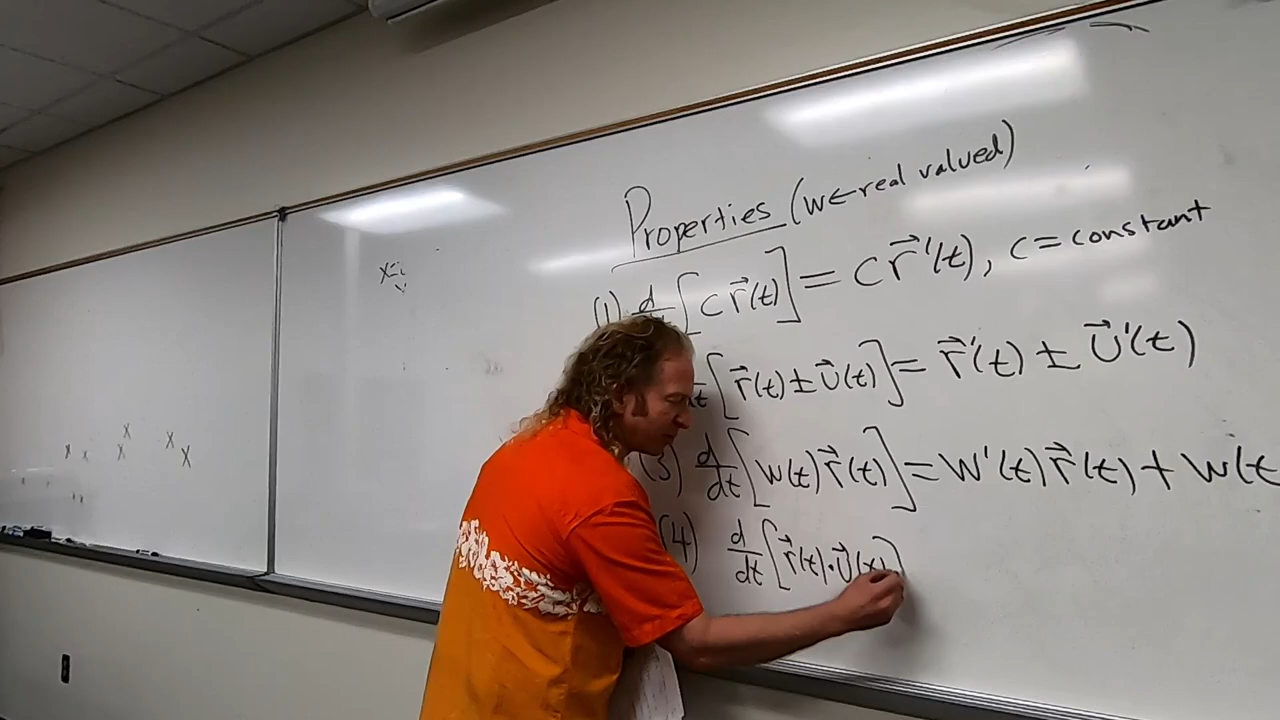 Properties (w←real valued)
(1) d/dt [c r⃗(t)] = c r⃗'(t), c = constant
[r⃗(t) ± u⃗(t)] = r⃗'(t) ± u⃗'(t)
(3) d/dt [w(t) r⃗(t)] = w'(t) r⃗(t) + w(t
(4) d/dt [r⃗(t) · u⃗(t)]
x x x x x x